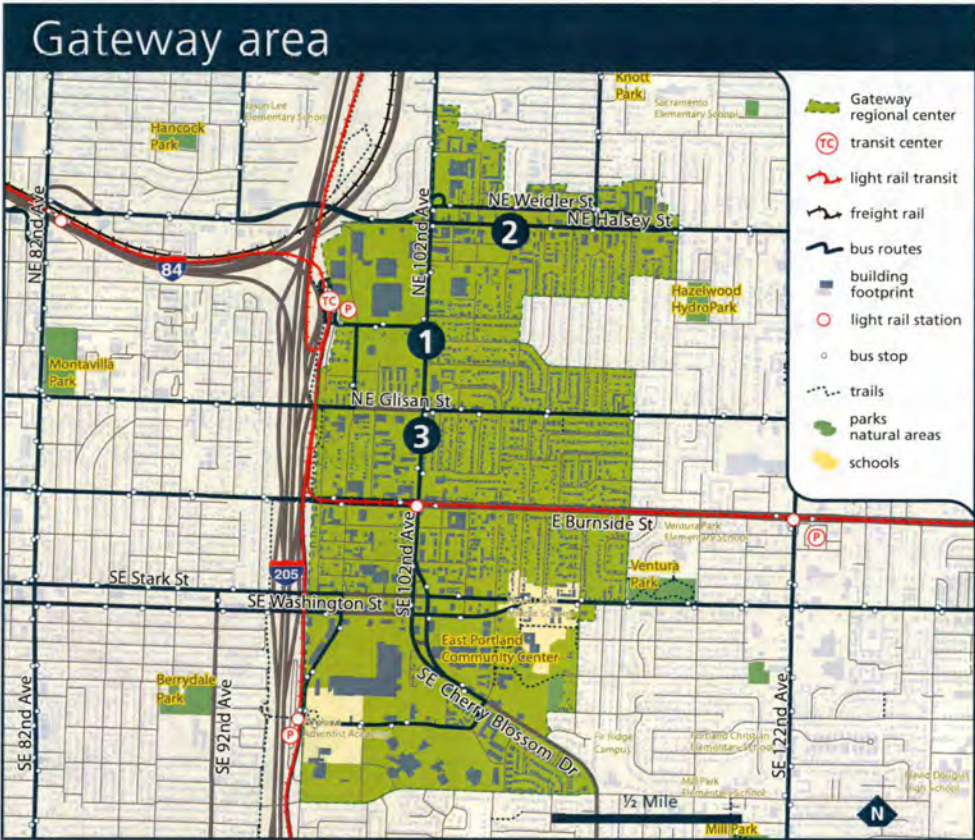 Gateway area
Knott
Park
Jason Lee
Elementary School
Sacramento
Elementary School
Hancock
Park
Gateway
regional center
TC
transit center
light rail transit
freight rail
bus routes
building
footprint
light rail station
bus stop
trails
parks
natural areas
schools
NE 82nd Ave
NE 102nd Ave
NE Weidler St
NE Halsey St
2
84
TC
P
Hazelwood
HydroPark
1
Montavilla
Park
NE Glisan St
3
E Burnside St
Ventura Park
Elementary School
P
SE 102nd Ave
205
SE Stark St
Ventura
Park
SE Washington St
East Portland
Community Center
SE 82nd Ave
Berrydale
Park
SE 92nd Ave
SE Cherry Blossom Dr
SE 122nd Ave
P
Adventist
Fir Ridge
Campus
Portland Christian
Elementary School
Mill Park
Elementary School
David Douglas
High School
½ Mile
N
Mill Park